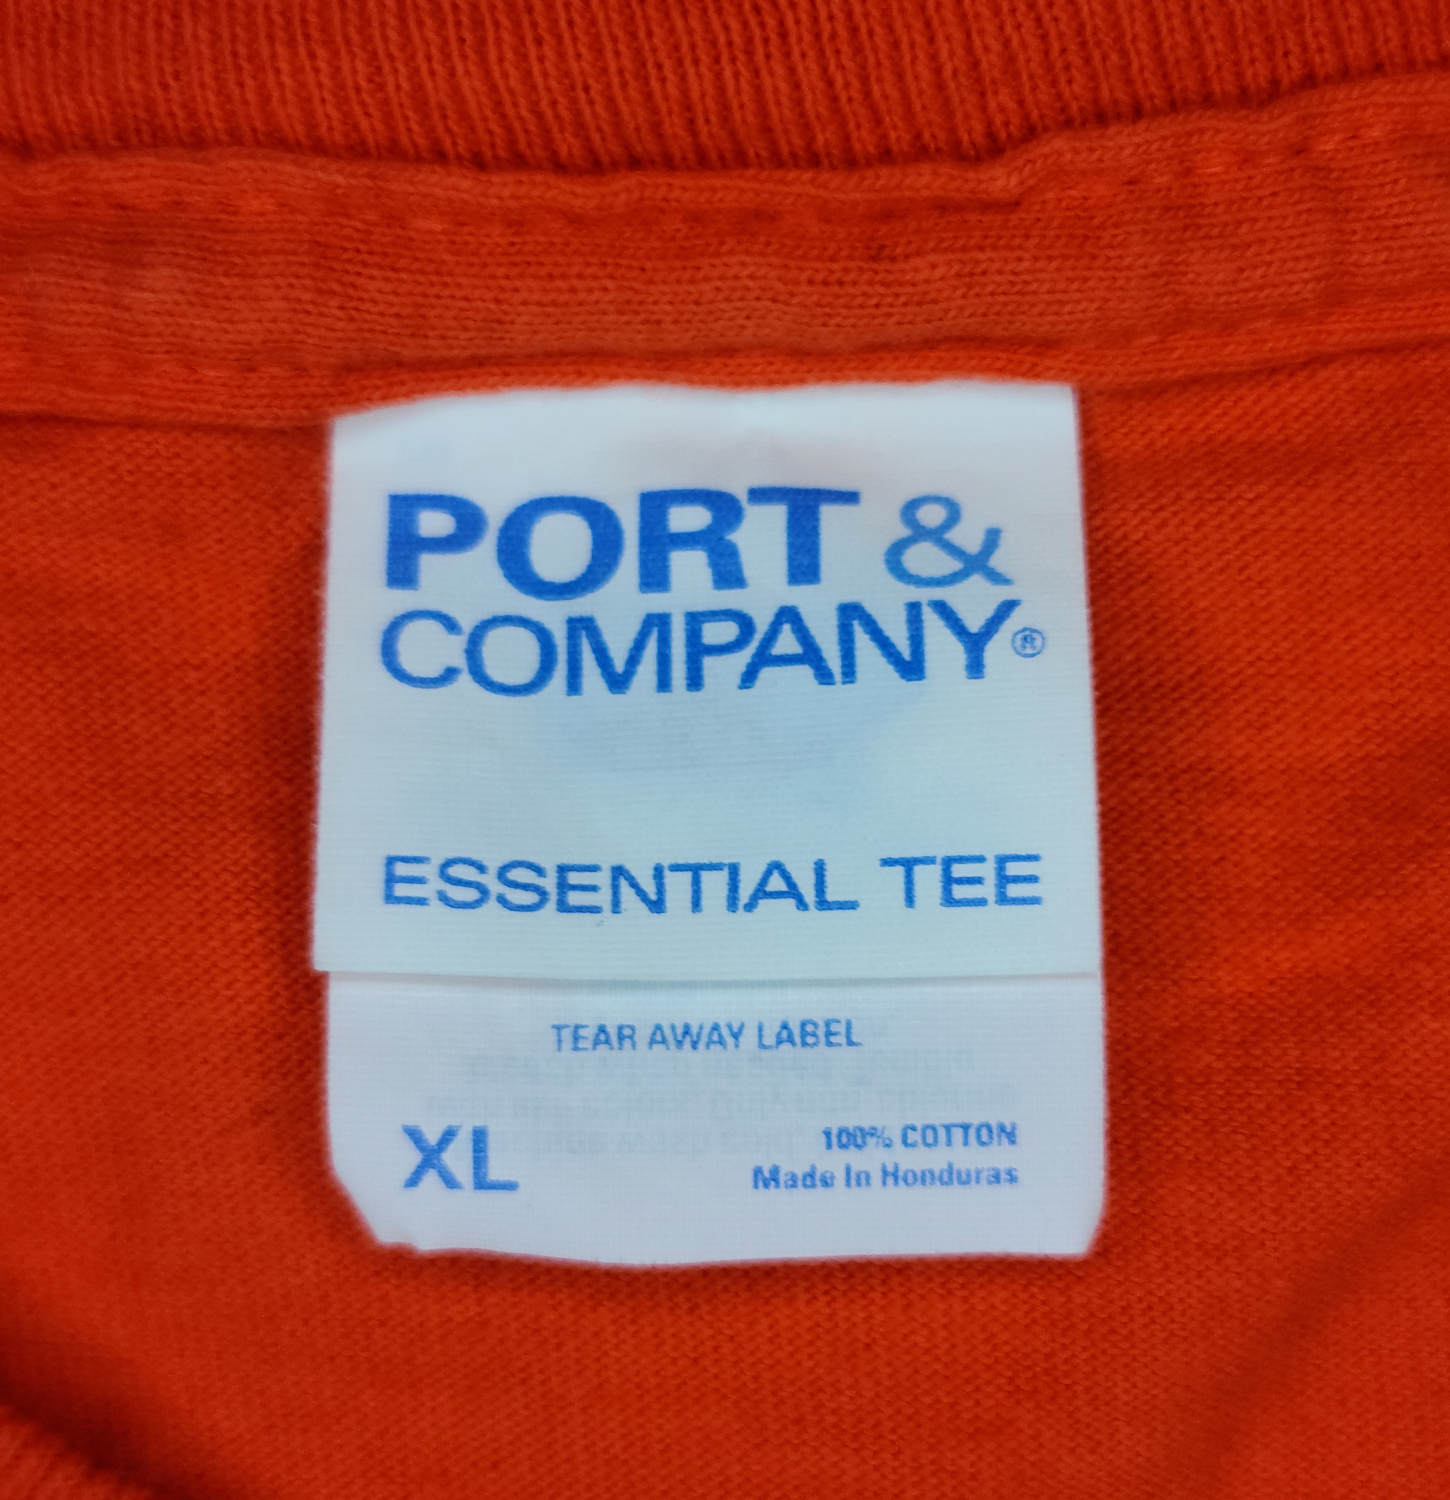 PORT &
COMPANY®
ESSENTIAL TEE
TEAR AWAY LABEL
XL
100% COTTON
Made In Honduras